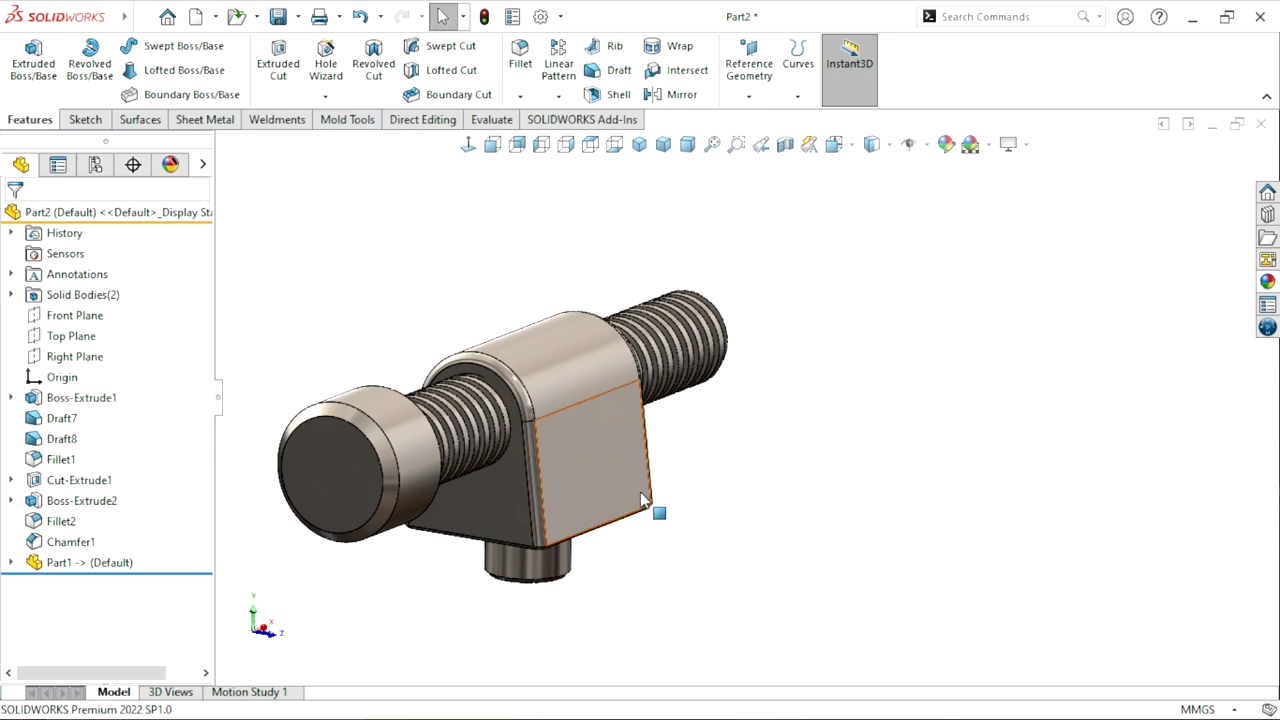 SOLIDWORKS
Part2 *
Search Commands
Extruded Boss/Base
Revolved Boss/Base
Swept Boss/Base
Lofted Boss/Base
Boundary Boss/Base
Extruded Cut
Hole Wizard
Revolved Cut
Swept Cut
Lofted Cut
Boundary Cut
Fillet
Linear Pattern
Rib
Draft
Shell
Wrap
Intersect
Mirror
Reference Geometry
Curves
Instant3D
Features
Sketch
Surfaces
Sheet Metal
Weldments
Mold Tools
Direct Editing
Evaluate
SOLIDWORKS Add-Ins
Part2 (Default) <<Default>_Display Sta
History
Sensors
Annotations
Solid Bodies(2)
Front Plane
Top Plane
Right Plane
Origin
Boss-Extrude1
Draft7
Draft8
Fillet1
Cut-Extrude1
Boss-Extrude2
Fillet2
Chamfer1
Part1 -> (Default)
Y
X
Z
Model
3D Views
Motion Study 1
SOLIDWORKS Premium 2022 SP1.0
MMGS